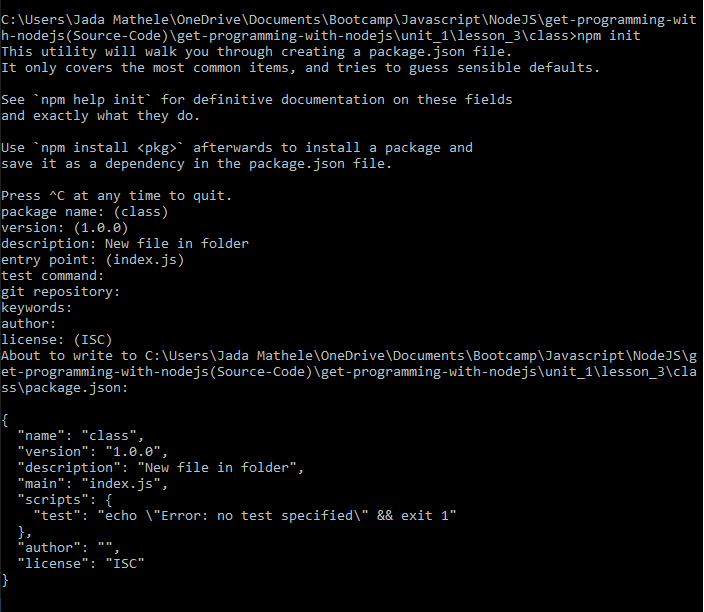 C:\Users\Jada Mathele\OneDrive\Documents\Bootcamp\Javascript\NodeJS\get-programming-wit
h-nodejs(Source-Code)\get-programming-with-nodejs\unit_1\lesson_3\class>npm init
This utility will walk you through creating a package.json file.
It only covers the most common items, and tries to guess sensible defaults.

See `npm help init` for definitive documentation on these fields
and exactly what they do.

Use `npm install <pkg>` afterwards to install a package and
save it as a dependency in the package.json file.

Press ^C at any time to quit.
package name: (class)
version: (1.0.0)
description: New file in folder
entry point: (index.js)
test command:
git repository:
keywords:
author:
license: (ISC)
About to write to C:\Users\Jada Mathele\OneDrive\Documents\Bootcamp\Javascript\NodeJS\g
et-programming-with-nodejs(Source-Code)\get-programming-with-nodejs\unit_1\lesson_3\cla
ss\package.json:

{
  "name": "class",
  "version": "1.0.0",
  "description": "New file in folder",
  "main": "index.js",
  "scripts": {
    "test": "echo \"Error: no test specified\" && exit 1"
  },
  "author": "",
  "license": "ISC"
}